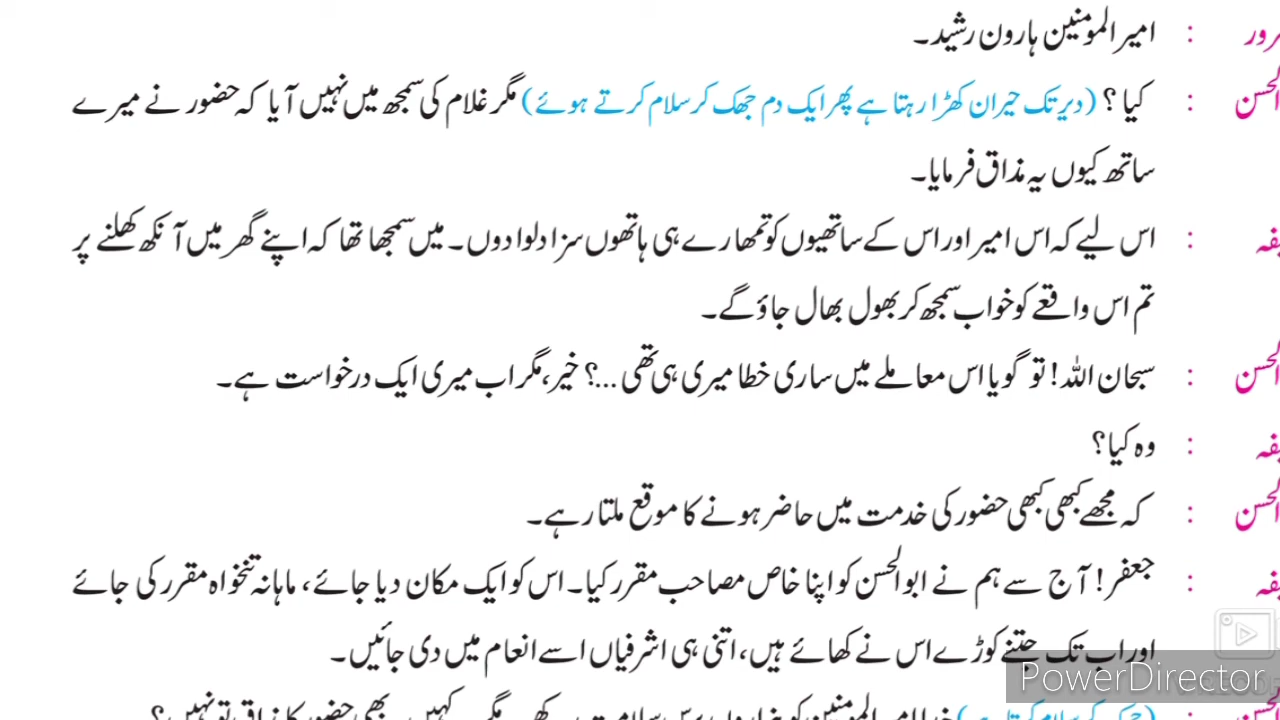 امیر المومنین ہارون رشید۔
کیا؟ (دیر تک حیران کھڑا رہتا ہے پھر ایک دم جھک کر سلام کرتے ہوئے) مگر غلام کی سمجھ میں نہیں آیا کہ حضور نے میرے
ساتھ کیوں یہ مذاق فرمایا۔
اس لیے کہ اس امیر اور اس کے ساتھیوں کو تمھارے ہی ہاتھوں سزا دلوا دوں۔ میں سمجھا تھا کہ اپنے گھر میں آنکھ کھلنے پر
تم اس واقعے کو خواب سمجھ کر بھول بھال جاؤ گے۔
الحسن : سبحان اللہ! تو گویا اس معاملے میں ساری خطا میری ہی تھی ...؟ خیر، مگر اب میری ایک درخواست ہے۔
وہ کیا؟
الحسن : کہ مجھے کبھی کبھی حضور کی خدمت میں حاضر ہونے کا موقع ملتا رہے۔
جعفر! آج سے ہم نے ابوالحسن کو اپنا خاص مصاحب مقرر کیا۔ اس کو ایک مکان دیا جائے، ماہانہ تنخواہ مقرر کی جائے
اور اب تک جتنے کوڑے اس نے کھائے ہیں، اتنی ہی اشرفیاں اسے انعام میں دی جائیں۔
PowerDirector